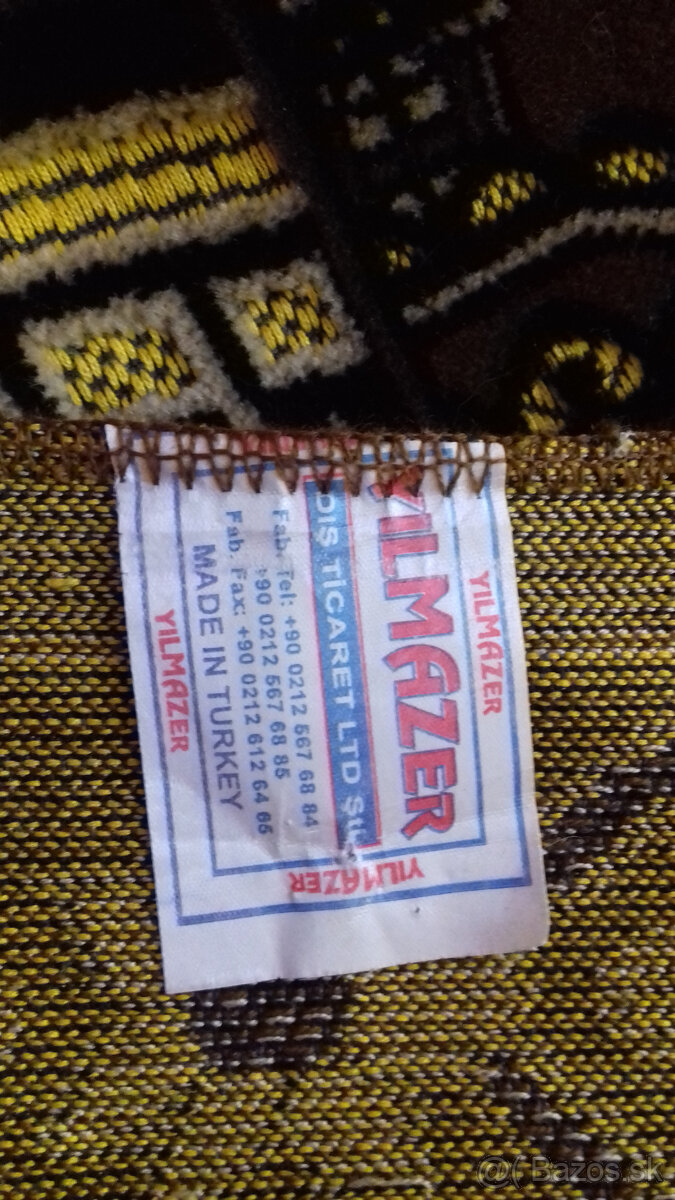 YILMAZER
YILMAZER
DIŞ TİCARET LTD ŞTİ
Fab. Tel: +90 0212 567 68 84
+90 0212 567 68 85
Fab. Fax: +90 0212 612 64 65
MADE IN TURKEY
YILMAZER
YILMAZER
@( Bazos.sk